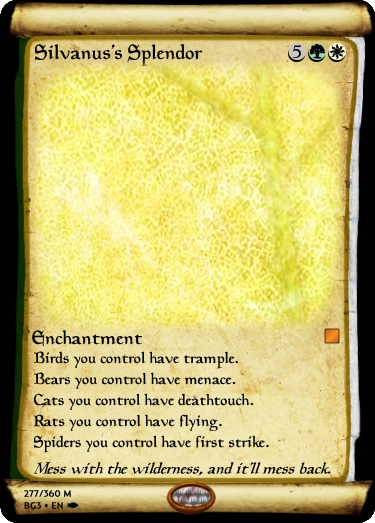 Silvanus's Splendor 5
Enchantment
Birds you control have trample.
Bears you control have menace.
Cats you control have deathtouch.
Rats you control have flying.
Spiders you control have first strike.
Mess with the wilderness, and it'll mess back.
277/360 M
BG3 • EN